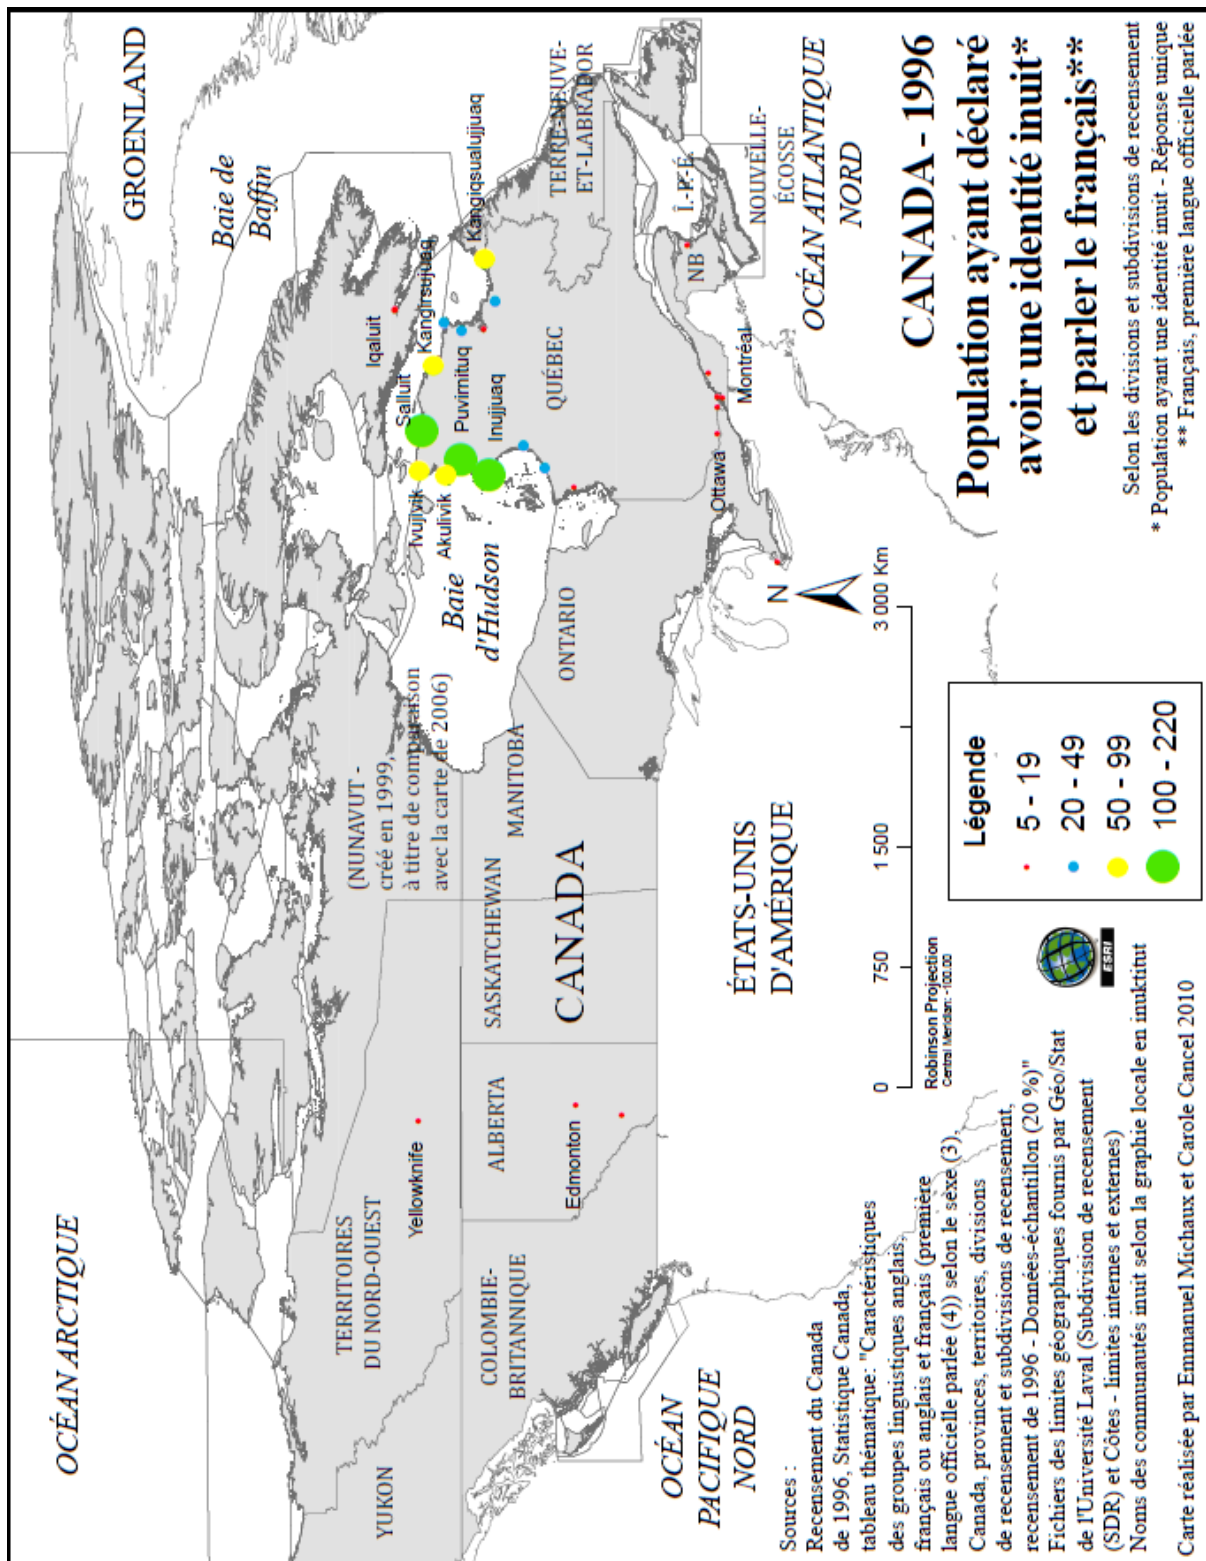 OCÉAN ARCTIQUE
GROENLAND
Baie de
Baffin
YUKON
TERRITOIRES
DU NORD-OUEST
Yellowknife
(NUNAVUT -
créé en 1999,
à titre de comparaison
avec la carte de 2006)
Iqaluit
Ivujivik
Salluit
Kangirsujuaq
Akulivik
Puvirnituq
Inujjuaq
Kangiqsualujjuaq
Baie
d'Hudson
COLOMBIE-
BRITANNIQUE
ALBERTA
SASKATCHEWAN
MANITOBA
ONTARIO
QUÉBEC
TERRE-NEUVE-
ET-LABRADOR
Edmonton
CANADA
Î.-P.-É.
NB
NOUVELLE-
ÉCOSSE
Ottawa
Montréal
OCÉAN
PACIFIQUE
NORD
ÉTATS-UNIS
D'AMÉRIQUE
OCÉAN ATLANTIQUE
NORD
N
0 750 1500 3 000 Km
Robinson Projection
Central Meridian: -100.00
CANADA - 1996
Population ayant déclaré
avoir une identité inuit*
et parler le français**
Selon les divisions et subdivisions de recensement
* Population ayant une identité inuit - Réponse unique
** Français, première langue officielle parlée
Légende
5 - 19
20 - 49
50 - 99
100 - 220
ESRI
Sources :
Recensement du Canada
de 1996, Statistique Canada,
tableau thématique: "Caractéristiques
des groupes linguistiques anglais,
français ou anglais et français (première
langue officielle parlée (4)) selon le sèxe (3),
Canada, provinces, territoires, divisions
de recensement et subdivisions de recensement,
recensement de 1996 - Données-échantillon (20 %)"
Fichiers des limites géographiques fournis par Géo/Stat
de l'Université Laval (Subdivision de recensement
(SDR) et Côtes - limites internes et externes)
Noms des communautés inuit selon la graphie locale en inuktitut
Carte réalisée par Emmanuel Michaux et Carole Cancel 2010